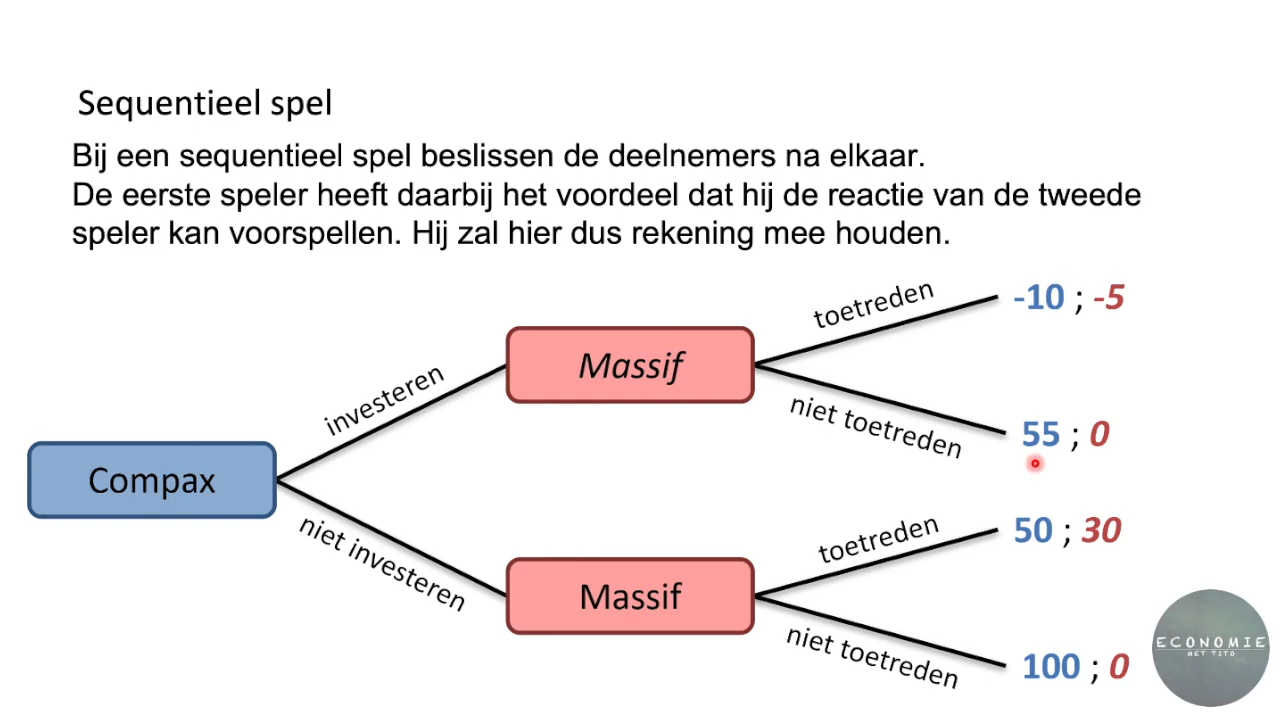 Sequentieel spel
Bij een sequentieel spel beslissen de deelnemers na elkaar.
De eerste speler heeft daarbij het voordeel dat hij de reactie van de tweede
speler kan voorspellen. Hij zal hier dus rekening mee houden.
toetreden
-10 ; -5
Massif
investeren
niet toetreden
55 ; 0
Compax
niet investeren
toetreden
50 ; 30
Massif
niet toetreden
100 ; 0
ECONOMIE
MET TITO